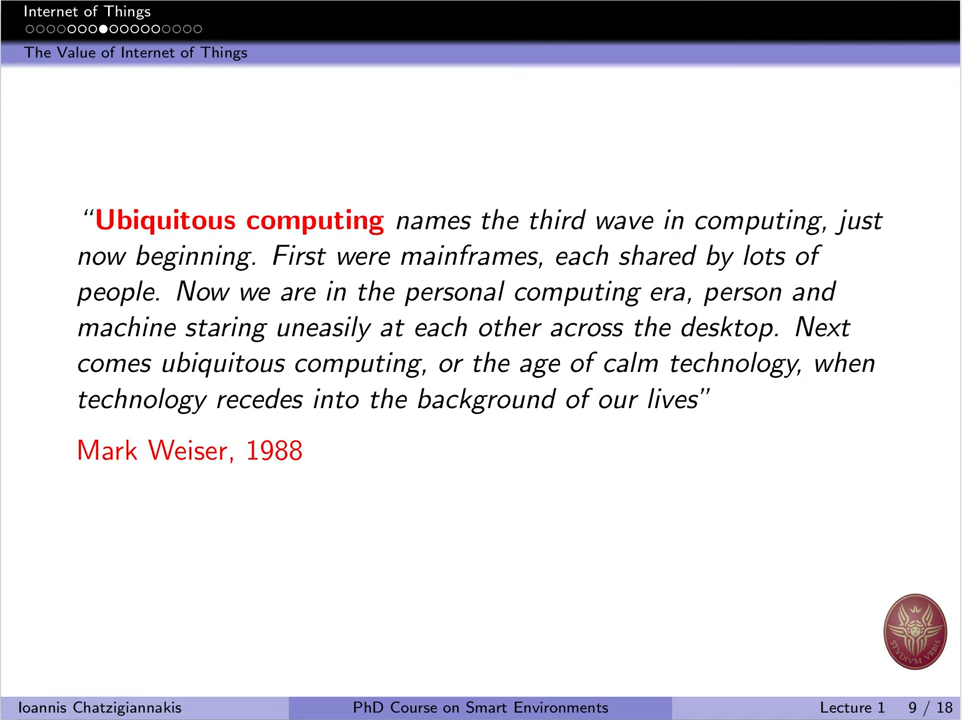 Internet of Things
The Value of Internet of Things
“Ubiquitous computing names the third wave in computing, just
now beginning. First were mainframes, each shared by lots of
people. Now we are in the personal computing era, person and
machine staring uneasily at each other across the desktop. Next
comes ubiquitous computing, or the age of calm technology, when
technology recedes into the background of our lives”
Mark Weiser, 1988
STVDIVM VRBIS
Ioannis Chatzigiannakis PhD Course on Smart Environments Lecture 1 9 / 18